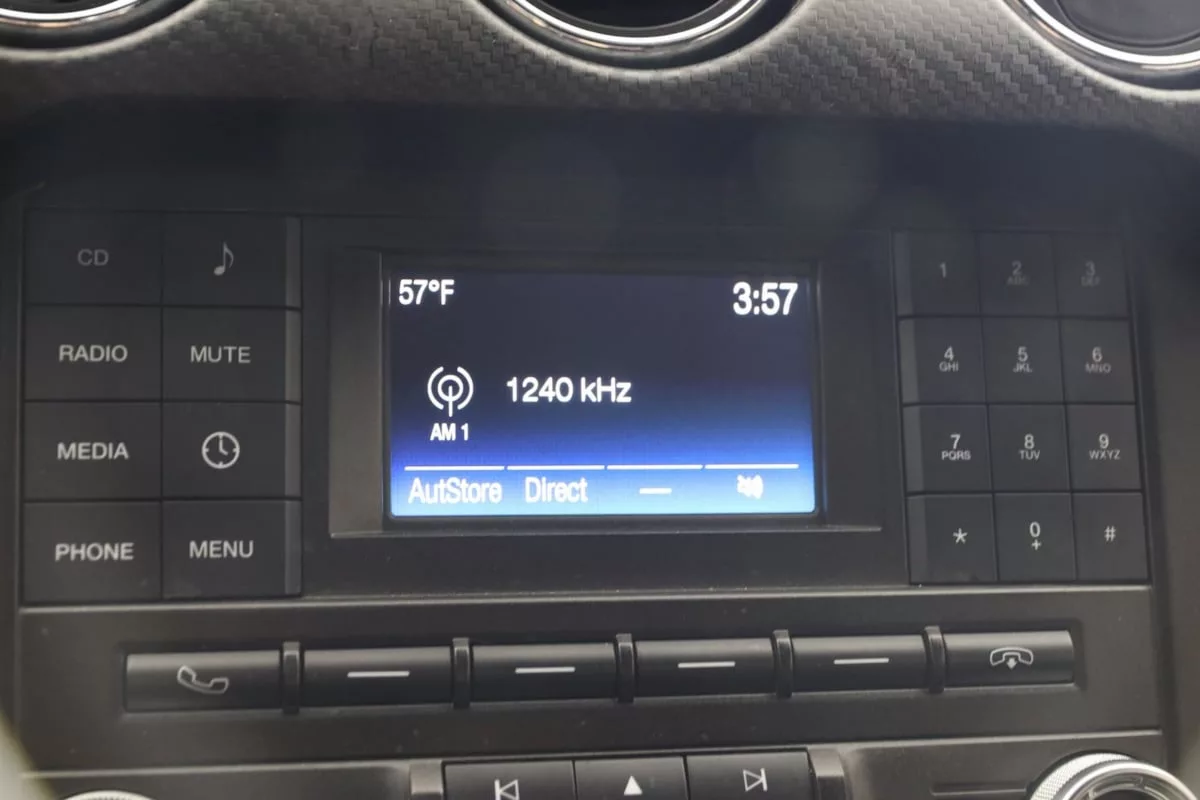 CD
RADIO
MUTE
MEDIA
PHONE
MENU
57°F
3:57
1240 kHz
AM 1
AutStore
Direct
1
2
ABC
3
DEF
4
GHI
5
JKL
6
MNO
7
PQRS
8
TUV
9
WXYZ
*
0
+
#